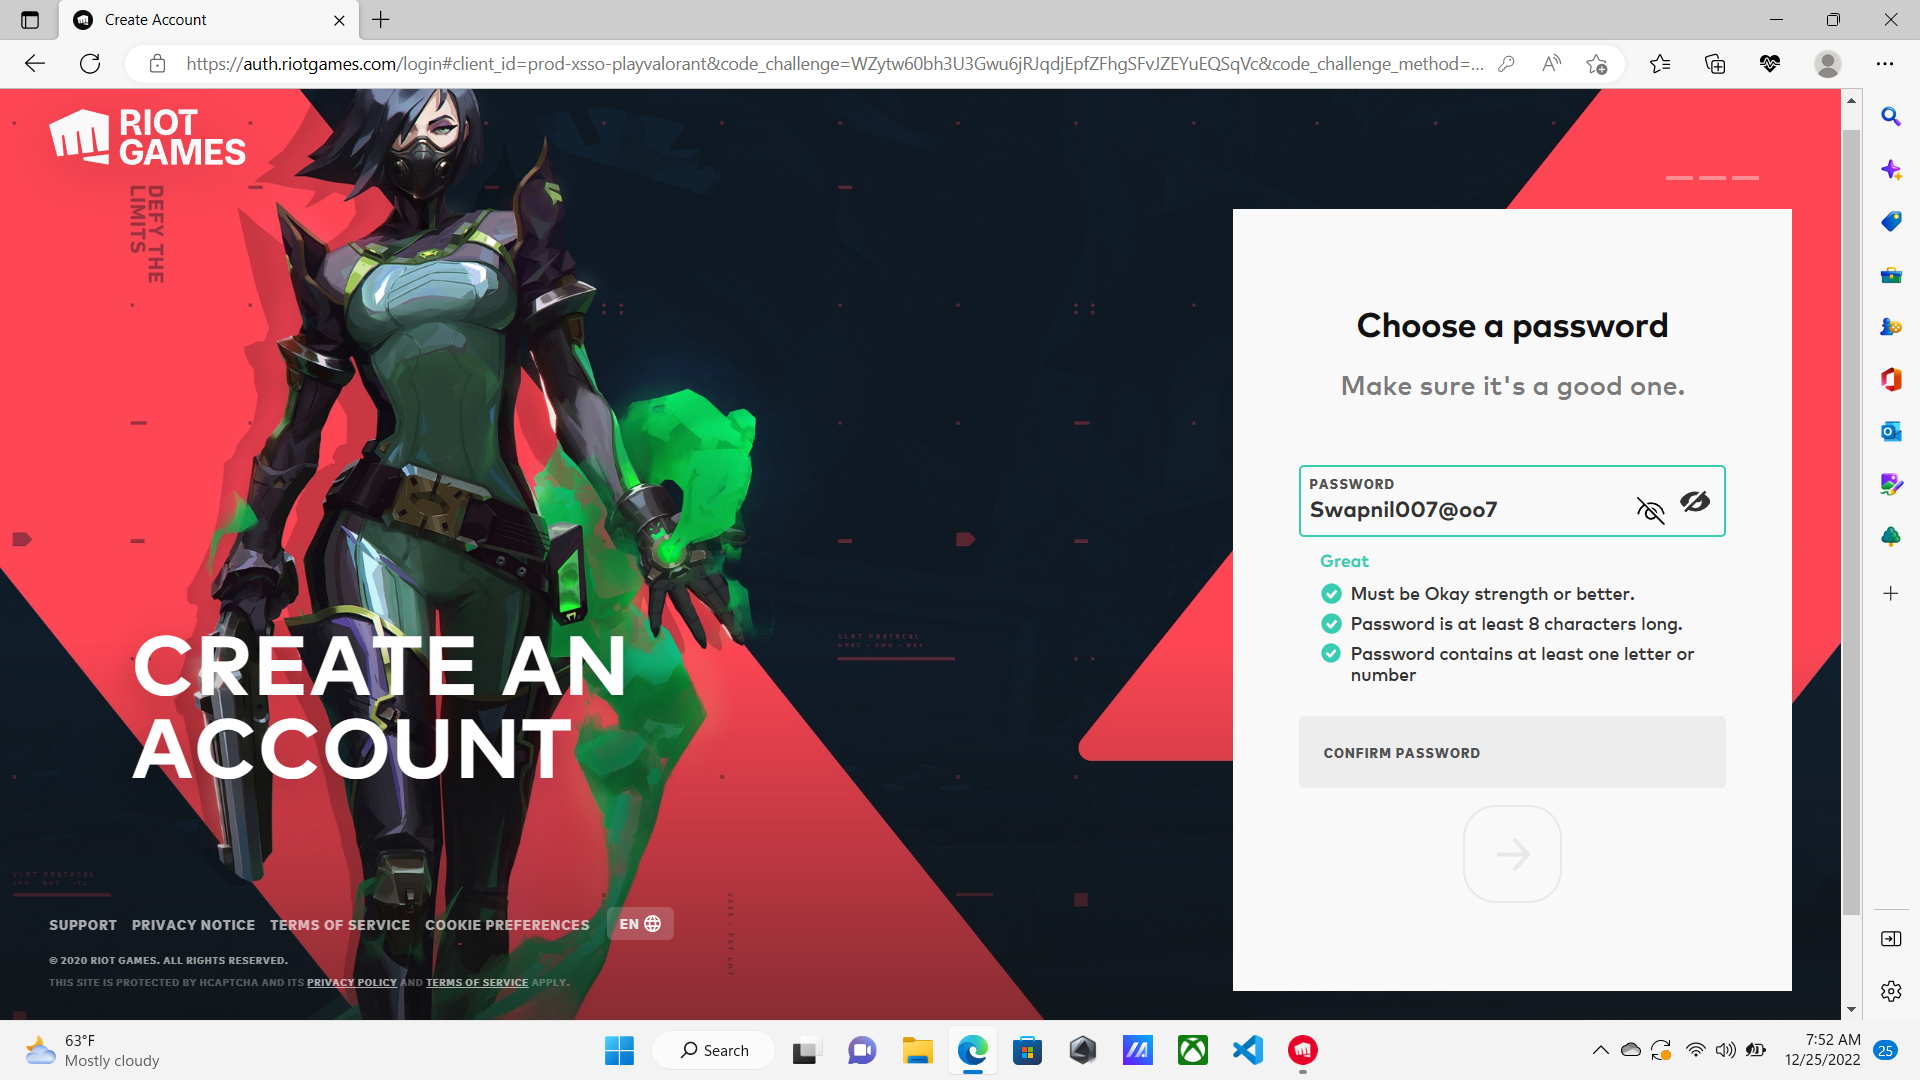 Create Account
https://auth.riotgames.com/login#client_id=prod-xsso-playvalorant&code_challenge=WZytw60bh3U3Gwu6jRJqdjEpfZFhgSFvJZEYuEQSqVc&code_challenge_method=...
RIOT
GAMES
DEFY THE
LIMITS
Choose a password
Make sure it's a good one.
PASSWORD
Swapnil007@oo7
Great
Must be Okay strength or better.
Password is at least 8 characters long.
Password contains at least one letter or
number
CONFIRM PASSWORD
CREATE AN
ACCOUNT
SUPPORT PRIVACY NOTICE TERMS OF SERVICE COOKIE PREFERENCES EN
© 2020 RIOT GAMES. ALL RIGHTS RESERVED.
THIS SITE IS PROTECTED BY HCAPTCHA AND ITS PRIVACY POLICY AND TERMS OF SERVICE APPLY.
63°F
Mostly cloudy
Search
7:52 AM
12/25/2022
25